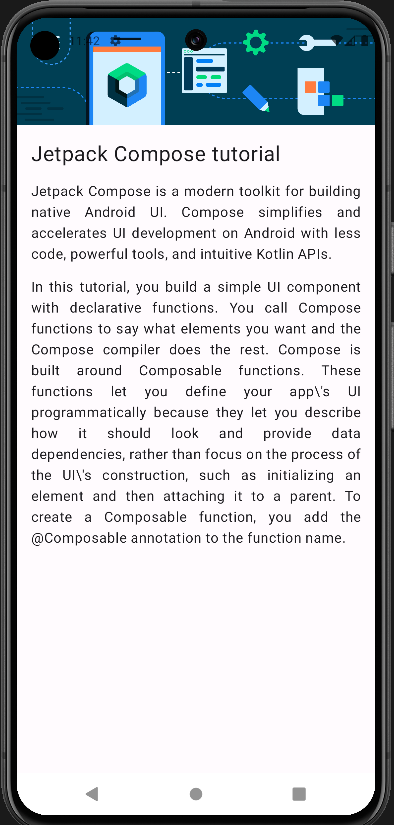 11:42
Jetpack Compose tutorial
Jetpack Compose is a modern toolkit for building
native Android UI. Compose simplifies and
accelerates UI development on Android with less
code, powerful tools, and intuitive Kotlin APIs.
In this tutorial, you build a simple UI component
with declarative functions. You call Compose
functions to say what elements you want and the
Compose compiler does the rest. Compose is
built around Composable functions. These
functions let you define your app\'s UI
programmatically because they let you describe
how it should look and provide data
dependencies, rather than focus on the process of
the UI\'s construction, such as initializing an
element and then attaching it to a parent. To
create a Composable function, you add the
@Composable annotation to the function name.